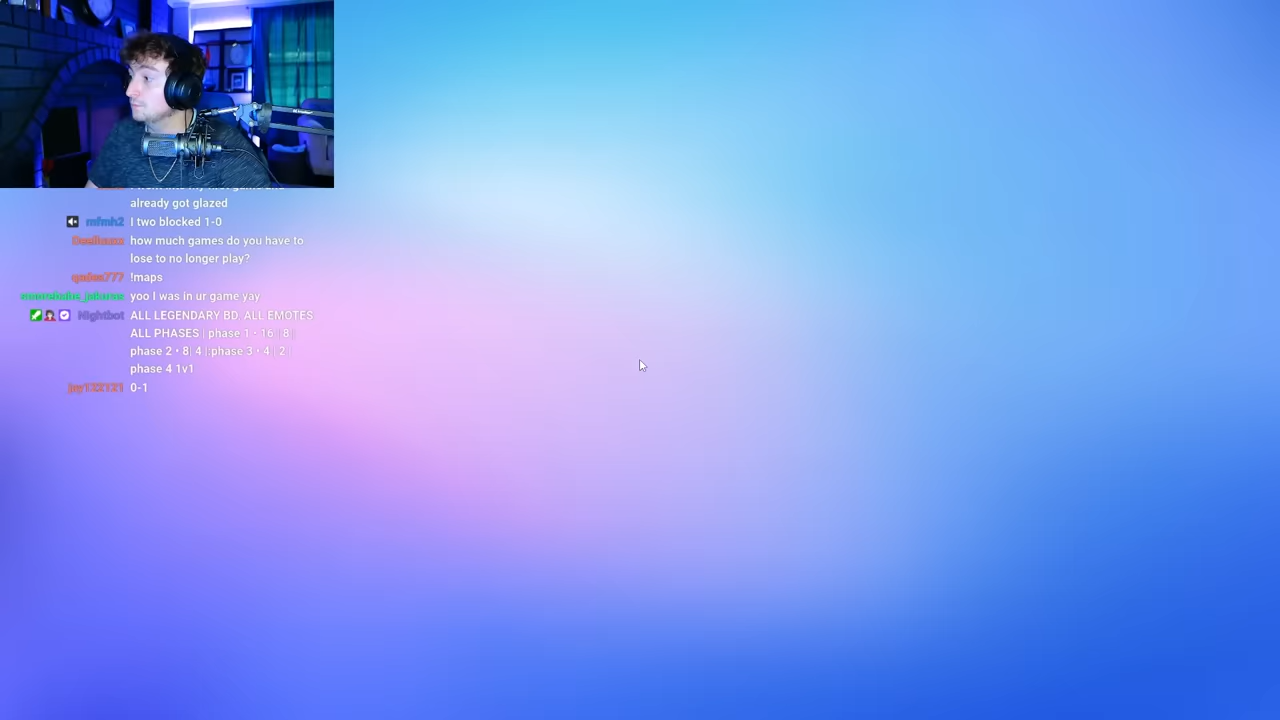 already got glazed
mfmh2 I two blocked 1-0
how much games do you have to
lose to no longer play?
!maps
yoo I was in ur game yay
Nightbot ALL LEGENDARY BD. ALL EMOTES
ALL PHASES | phase 1 • 16 | 8 |
phase 2 • 8| 4 |:phase 3 • 4 | 2 |
phase 4 1v1
jay132121 0-1